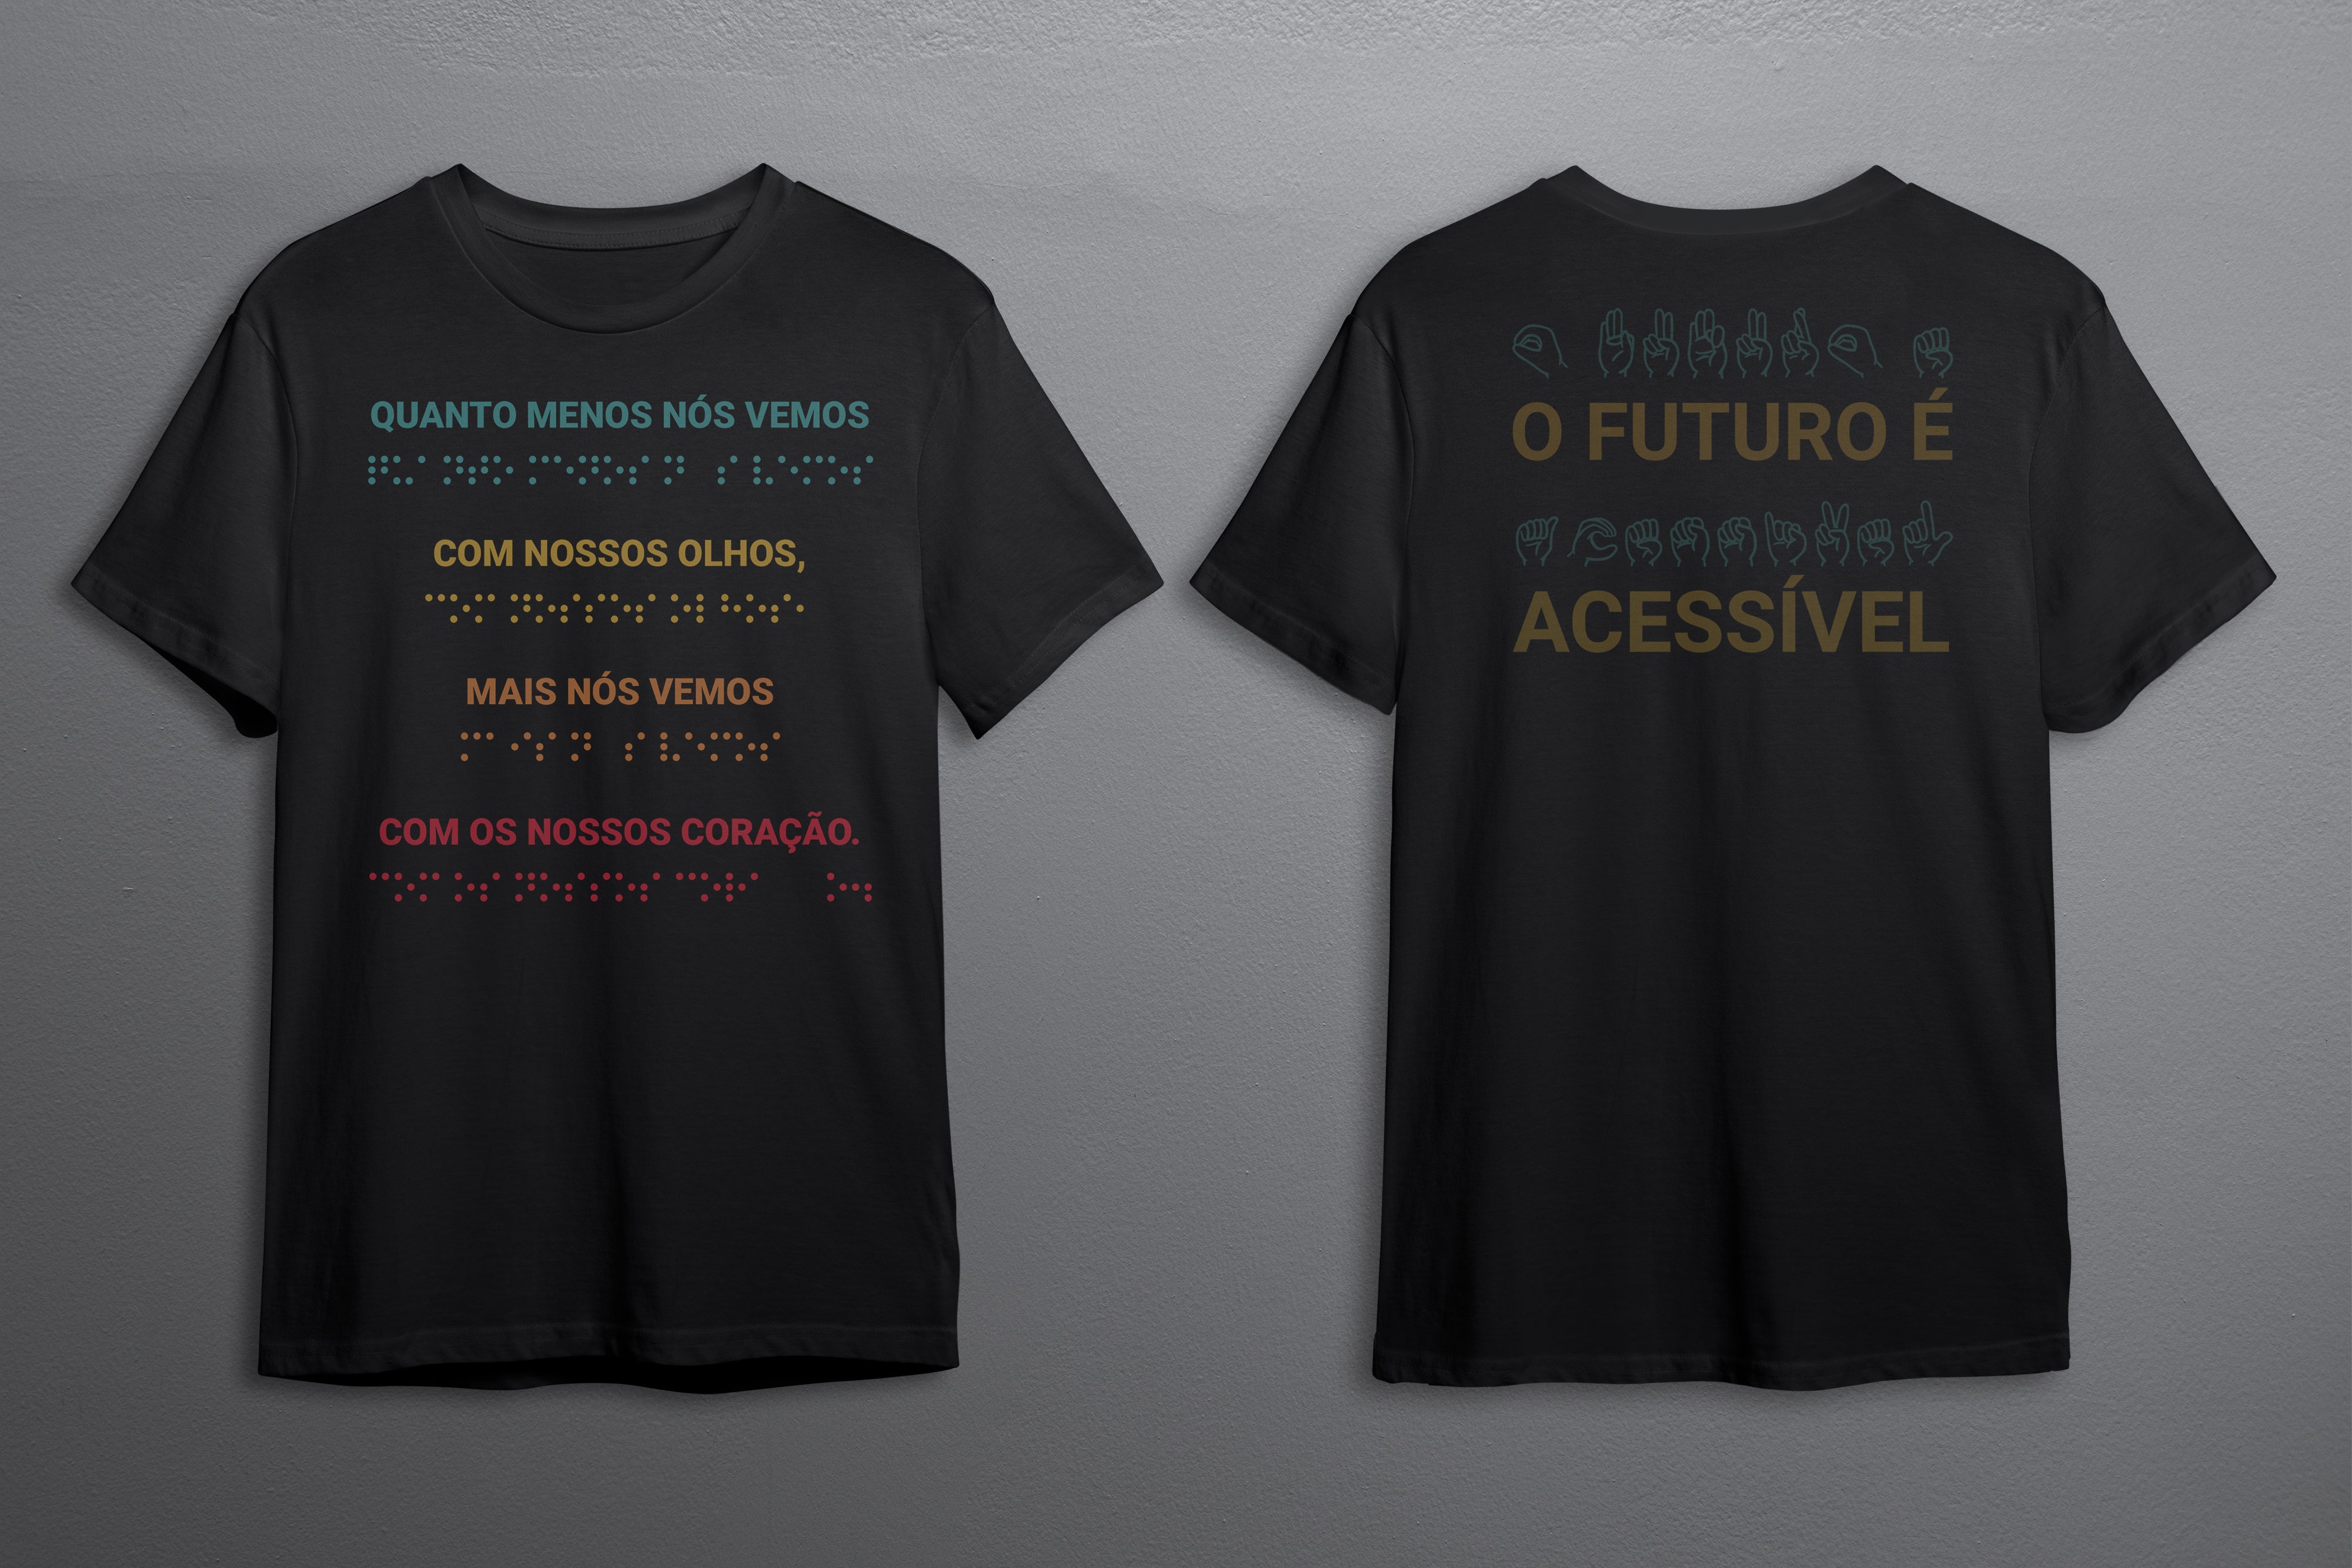 QUANTO MENOS NÓS VEMOS
COM NOSSOS OLHOS,
MAIS NÓS VEMOS
COM OS NOSSOS CORAÇÃO.
O FUTURO É
ACESSÍVEL